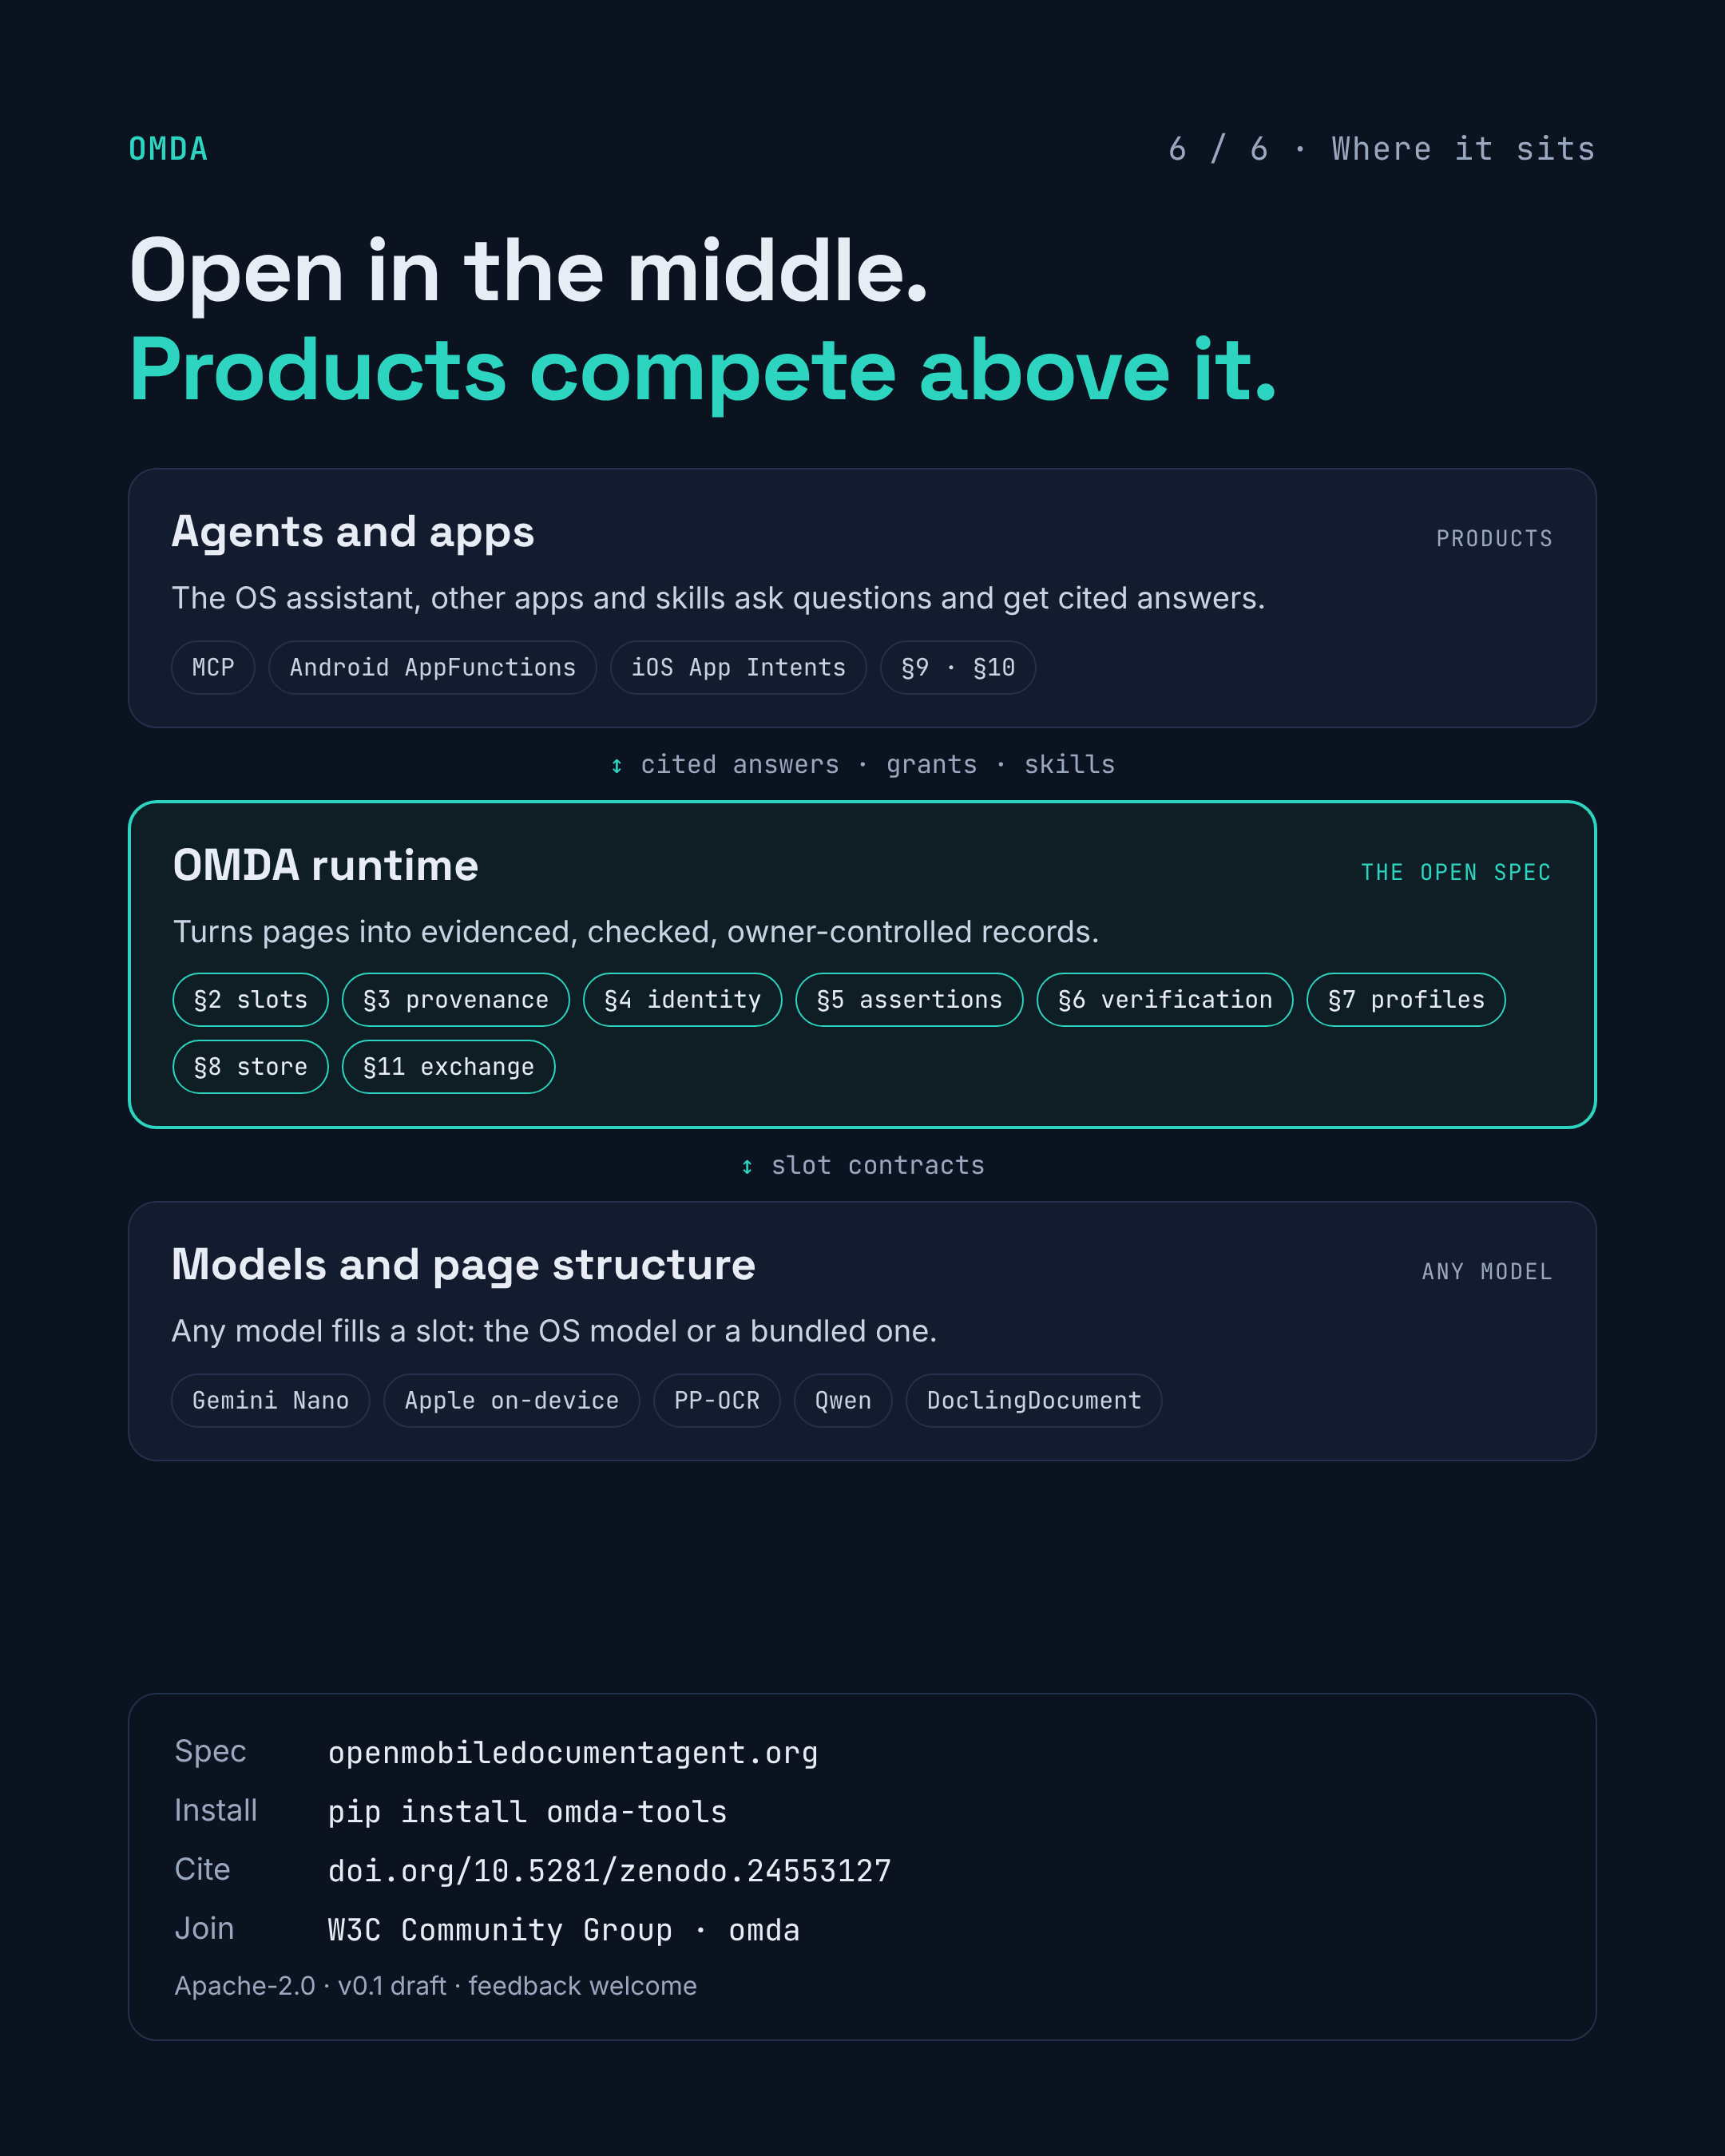 OMDA
6 / 6 · Where it sits
Open in the middle.
Products compete above it.
Agents and apps
PRODUCTS
The OS assistant, other apps and skills ask questions and get cited answers.
MCP
Android AppFunctions
iOS App Intents
§9 · §10
↕ cited answers · grants · skills
OMDA runtime
THE OPEN SPEC
Turns pages into evidenced, checked, owner-controlled records.
§2 slots
§3 provenance
§4 identity
§5 assertions
§6 verification
§7 profiles
§8 store
§11 exchange
↕ slot contracts
Models and page structure
ANY MODEL
Any model fills a slot: the OS model or a bundled one.
Gemini Nano
Apple on-device
PP-OCR
Qwen
DoclingDocument
Spec openmobiledocumentagent.org
Install pip install omda-tools
Cite doi.org/10.5281/zenodo.24553127
Join W3C Community Group · omda
Apache-2.0 · v0.1 draft · feedback welcome